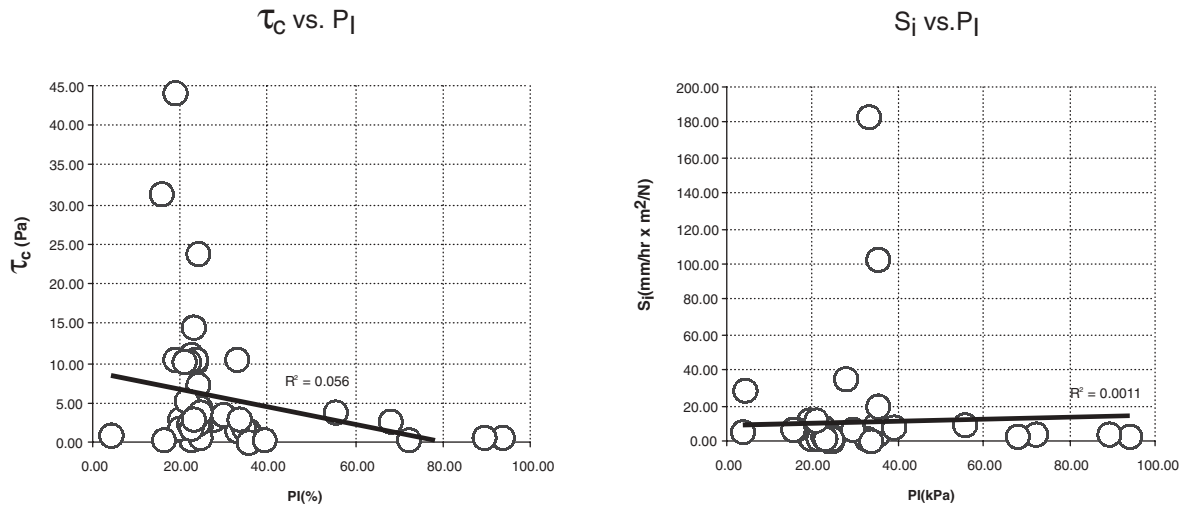 τc vs. PI
45.00
40.00
35.00
30.00
25.00
20.00
15.00
10.00
5.00
0.00
τc (Pa)
R² = 0.056
0.00 20.00 40.00 60.00 80.00 100.00
PI(%)
Si vs.PI
200.00
180.00
160.00
140.00
120.00
100.00
80.00
60.00
40.00
20.00
0.00
Si(mm/hr x m²/N)
R² = 0.0011
0.00 20.00 40.00 60.00 80.00 100.00
PI(kPa)